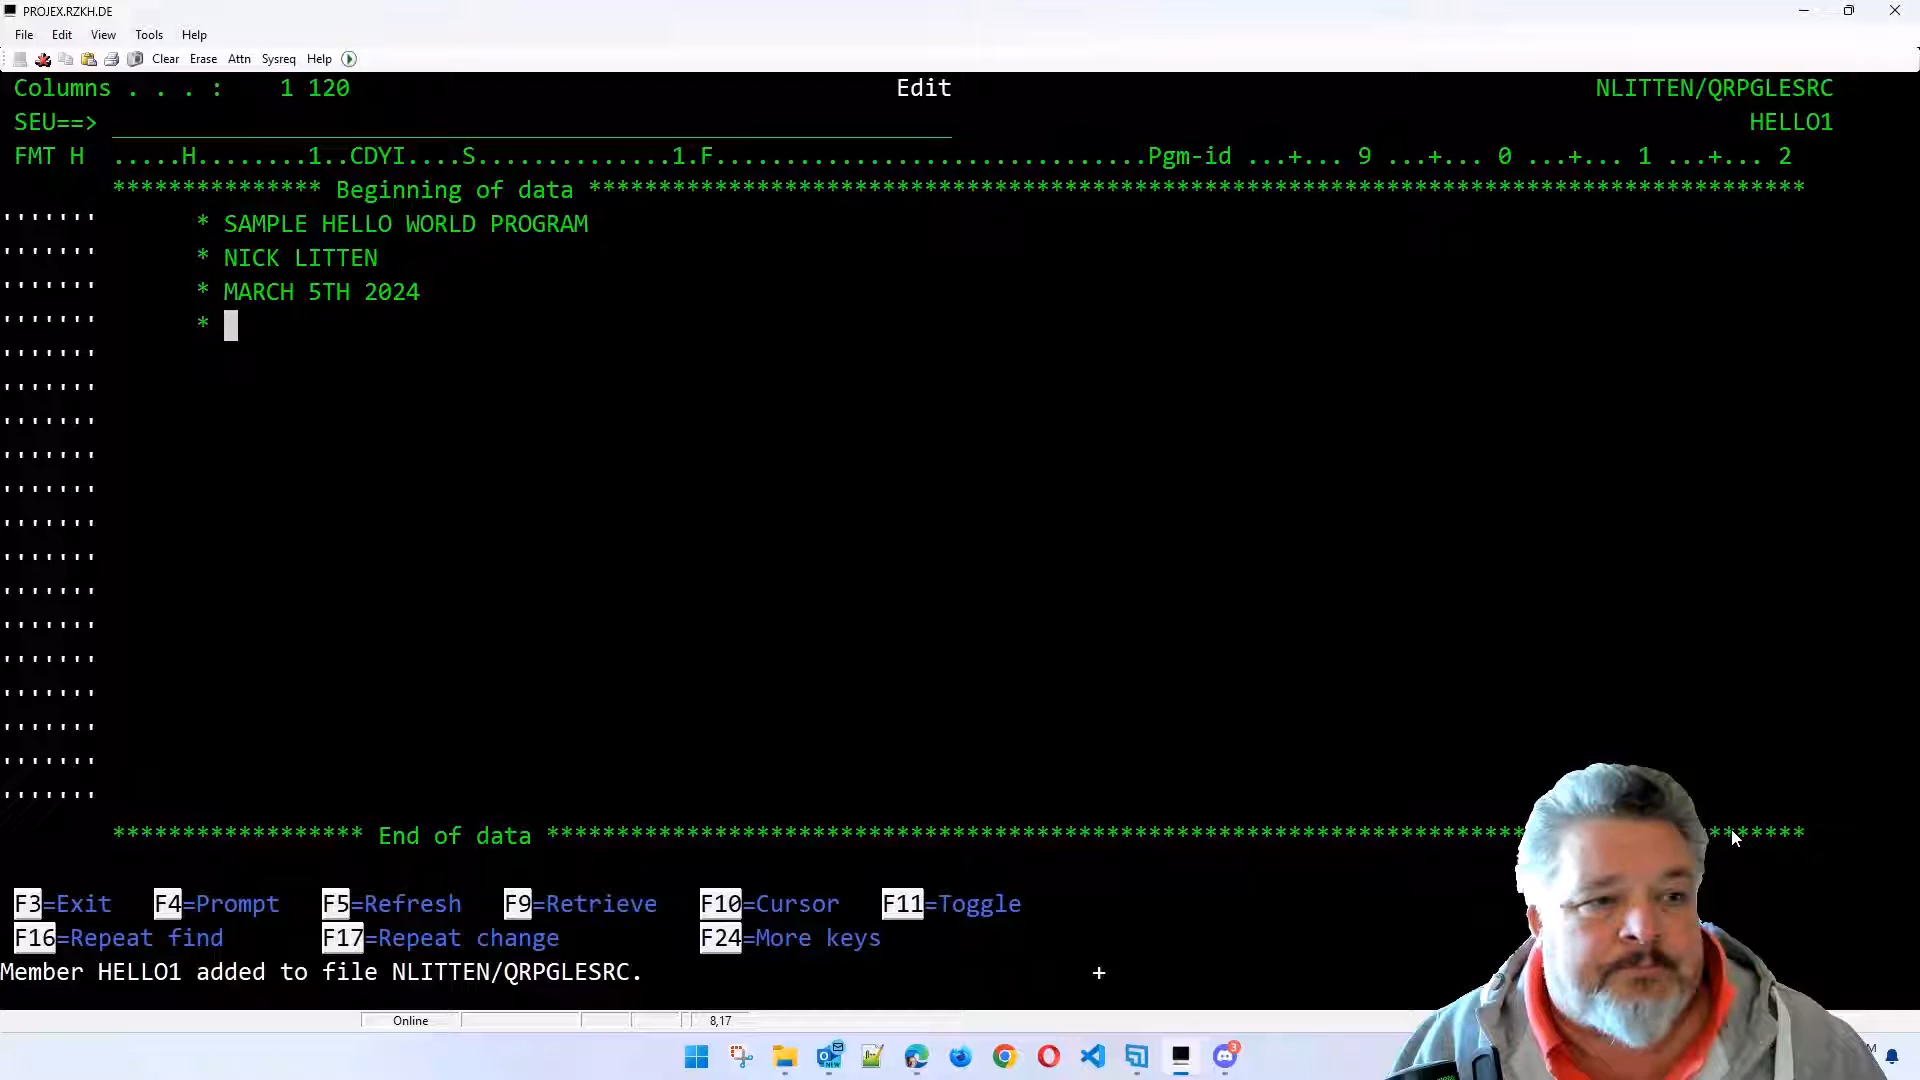 PROJEX.RZKH.DE
File Edit View Tools Help
Clear Erase Attn Sysreq Help
Columns . . . : 1 120 Edit NLITTEN/QRPGLESRC
SEU==> HELLO1
FMT H .....H........1..CDYI....S...............1.F...............................Pgm-id ...+... 9 ...+... 0 ...+... 1 ...+... 2
*************** Beginning of data ***************************************************************************************
''''''' * SAMPLE HELLO WORLD PROGRAM
''''''' * NICK LITTEN
''''''' * MARCH 5TH 2024
''''''' *
'''''''
'''''''
'''''''
'''''''
'''''''
'''''''
'''''''
'''''''
'''''''
'''''''
'''''''
'''''''
'''''''
'''''''
****************** End of data ******************************************************************************************
F3=Exit F4=Prompt F5=Refresh F9=Retrieve F10=Cursor F11=Toggle
F16=Repeat find F17=Repeat change F24=More keys
Member HELLO1 added to file NLITTEN/QRPGLESRC. +
Online 8,17
NEW 3